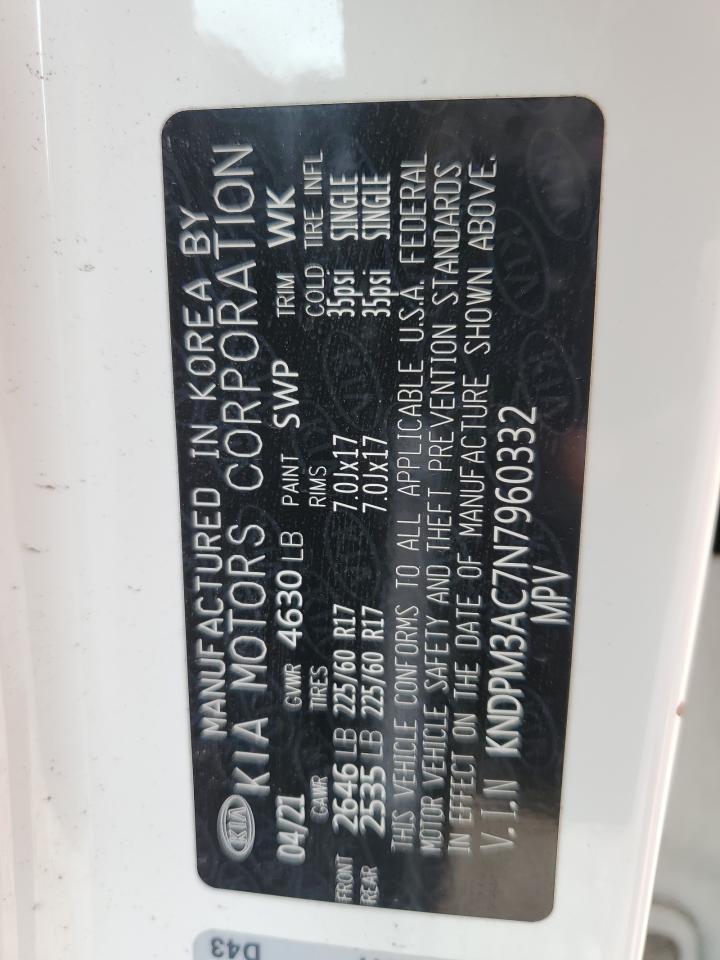 KIA
MANUFACTURED IN KOREA BY
KIA MOTORS CORPORATION
04/21 GVWR 4630 LB PAINT SWP TRIM WK
GAWR TIRES RIMS COLD TIRE INFL
FRONT 2646 LB 225/60 R17 7.0Jx17 35psi SINGLE
REAR 2535 LB 225/60 R17 7.0Jx17 35psi SINGLE
THIS VEHICLE CONFORMS TO ALL APPLICABLE U.S.A. FEDERAL
MOTOR VEHICLE SAFETY AND THEFT PREVENTION STANDARDS
IN EFFECT ON THE DATE OF MANUFACTURE SHOWN ABOVE.
V.I.N KNDPM3AC7N7960332
MPV
D43